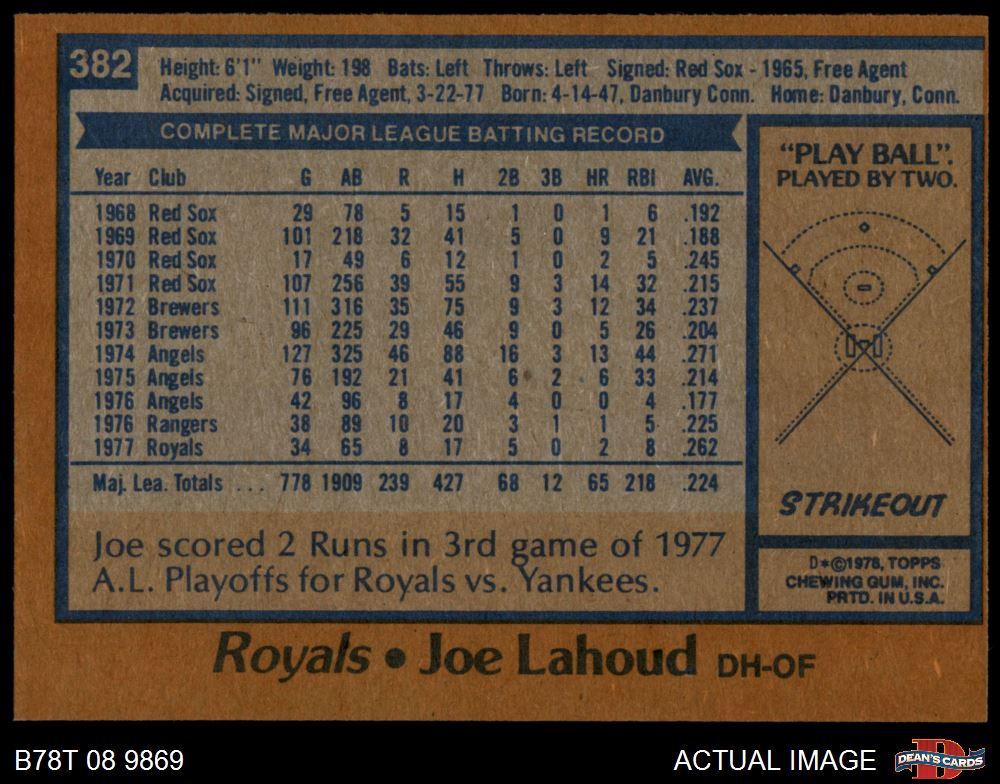 382
Height: 6'1" Weight: 198 Bats: Left Throws: Left Signed: Red Sox - 1965, Free Agent
Acquired: Signed, Free Agent, 3-22-77 Born: 4-14-47, Danbury Conn. Home: Danbury, Conn.
COMPLETE MAJOR LEAGUE BATTING RECORD
Year Club G AB R H 2B 3B HR RBI AVG.
1968 Red Sox 29 78 5 15 1 0 1 6 .192
1969 Red Sox 101 218 32 41 5 0 9 21 .188
1970 Red Sox 17 49 6 12 1 0 2 5 .245
1971 Red Sox 107 256 39 55 9 3 14 32 .215
1972 Brewers 111 316 35 75 9 3 12 34 .237
1973 Brewers 96 225 29 46 9 0 5 26 .204
1974 Angels 127 325 46 88 16 3 13 44 .271
1975 Angels 76 192 21 41 6 2 6 33 .214
1976 Angels 42 96 8 17 4 0 0 4 .177
1976 Rangers 38 89 10 20 3 1 1 5 .225
1977 Royals 34 65 8 17 5 0 2 8 .262
Maj. Lea. Totals ... 778 1909 239 427 68 12 65 218 .224
Joe scored 2 Runs in 3rd game of 1977
A.L. Playoffs for Royals vs. Yankees.
"PLAY BALL".
PLAYED BY TWO.
STRIKEOUT
D*©1978, TOPPS
CHEWING GUM, INC.
PRTD. IN U.S.A.
Royals • Joe Lahoud DH-OF
B78T 08 9869
ACTUAL IMAGE
D
DEAN'S CARDS